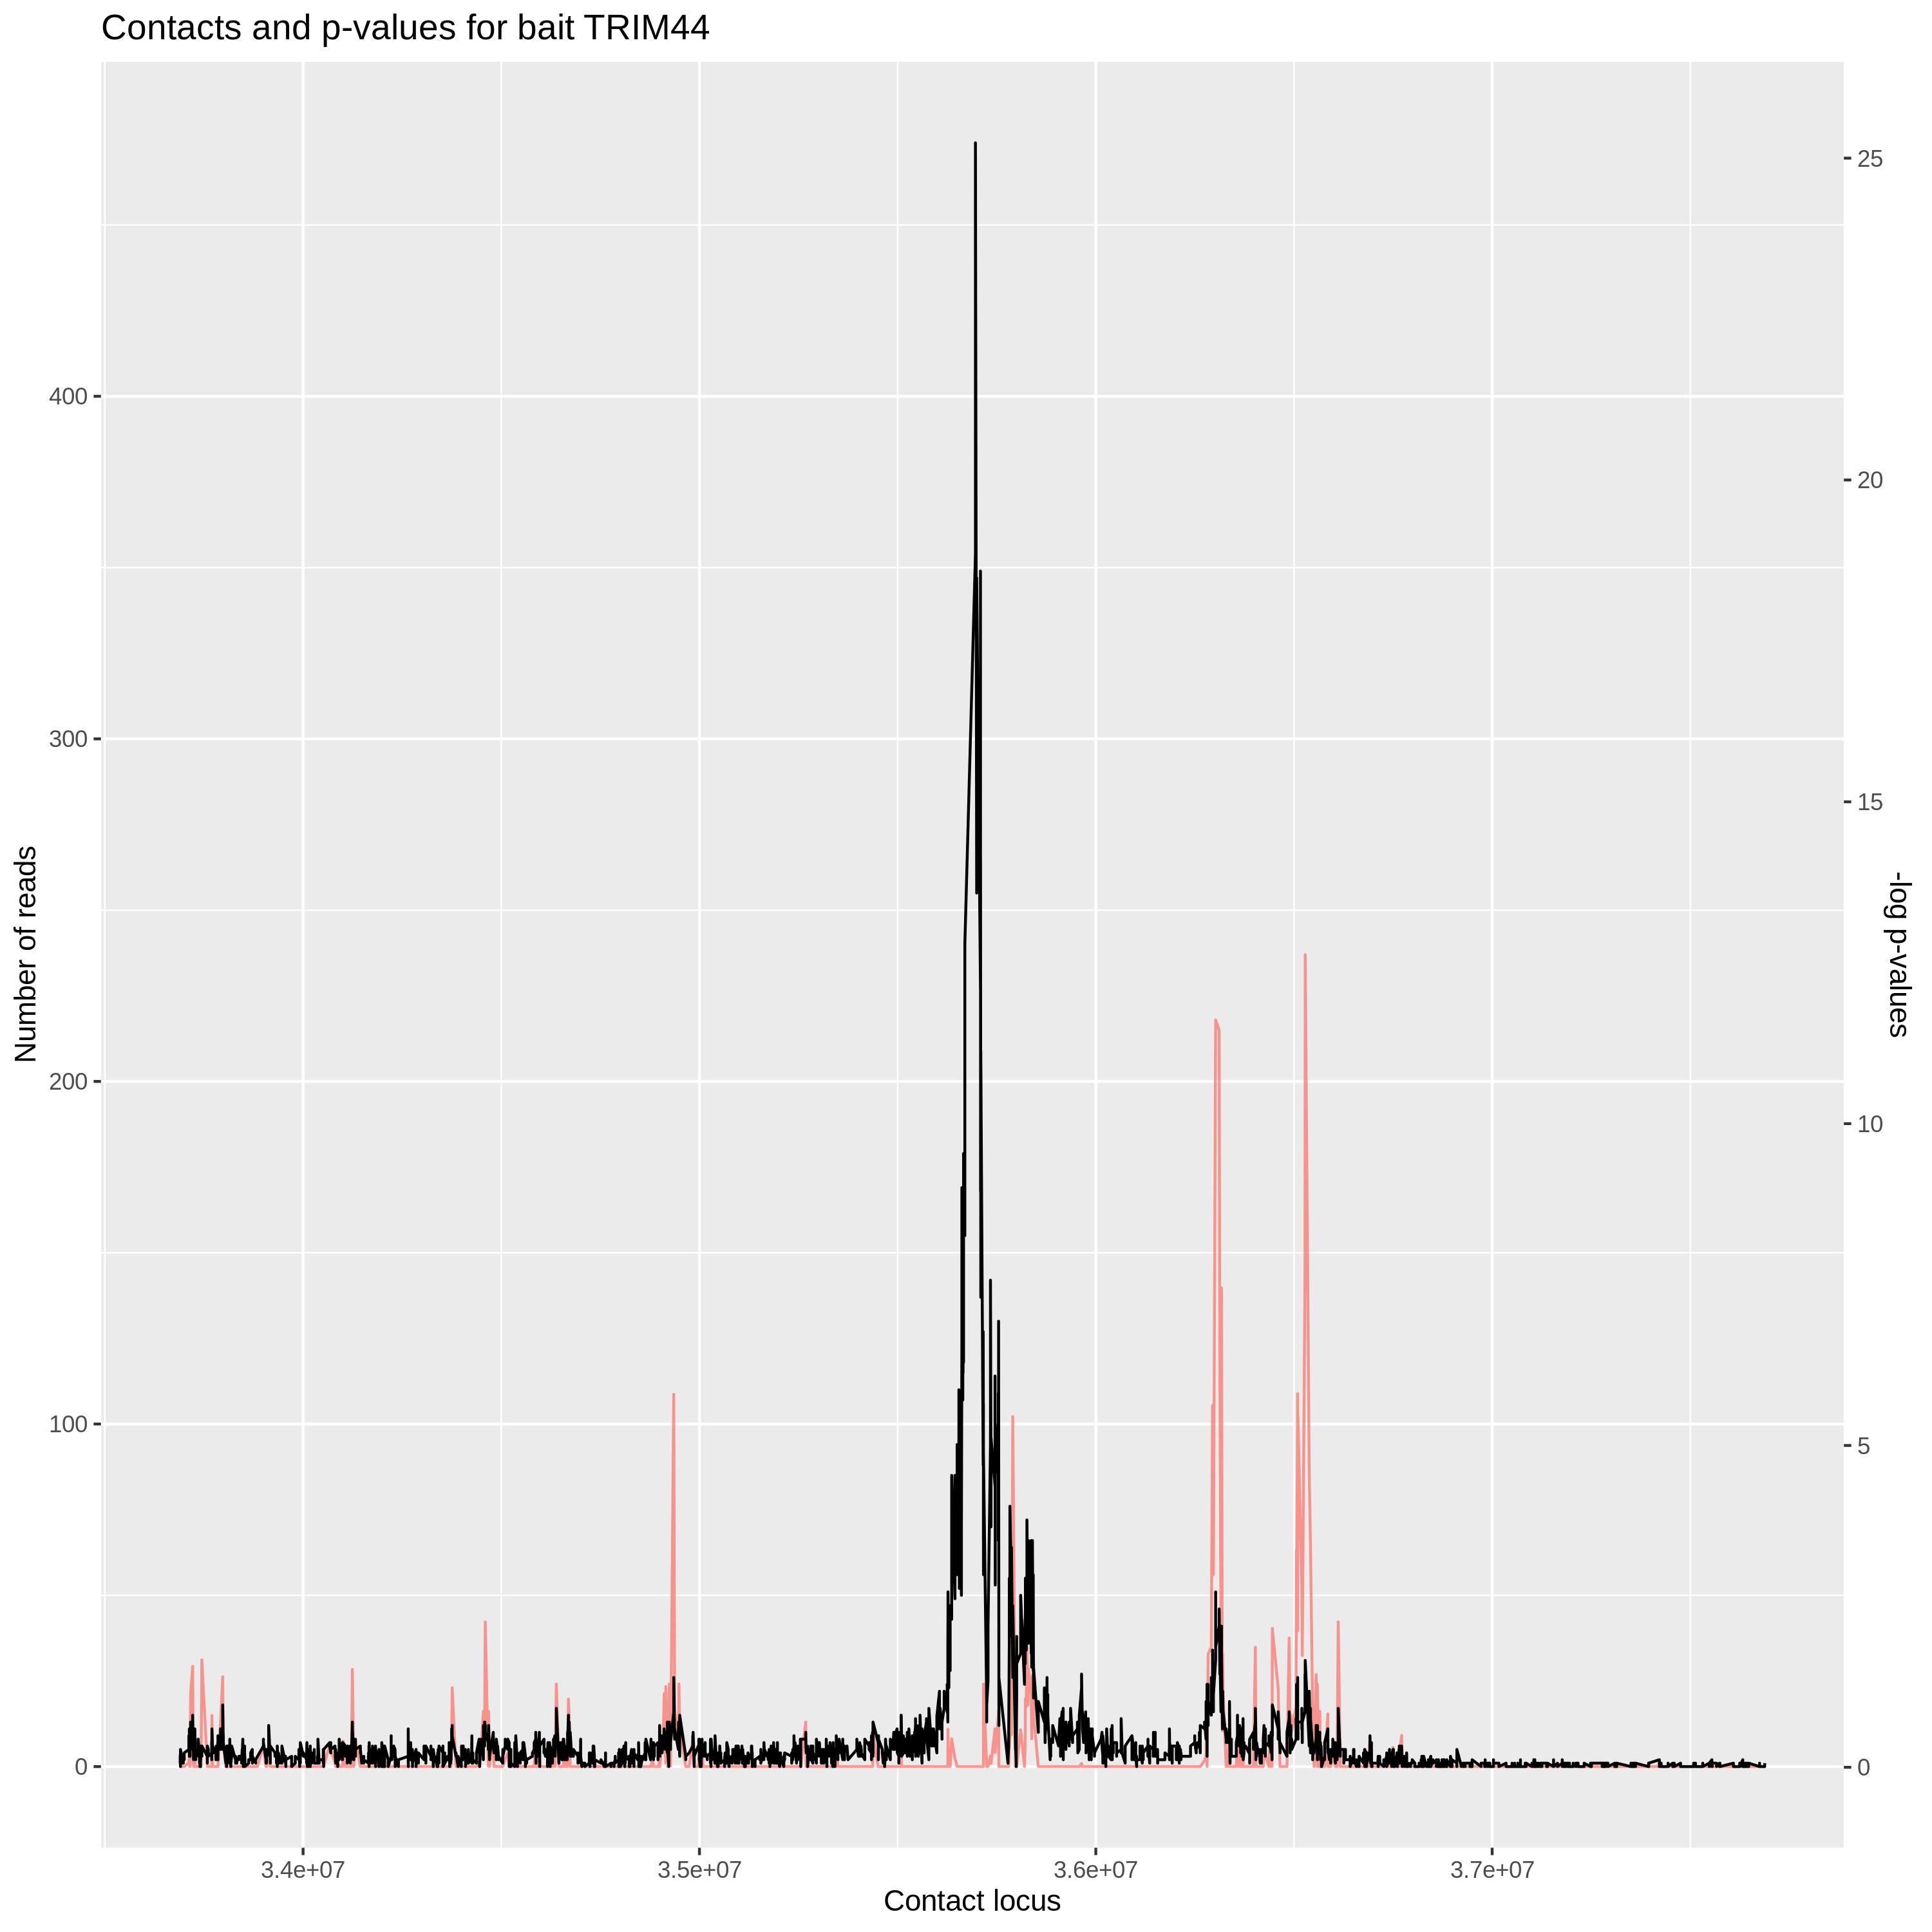 Contacts and p-values for bait TRIM44
Number of reads
400
300
200
100
0
25
20
15
10
5
0
-log p-values
3.4e+07 3.5e+07 3.6e+07 3.7e+07
Contact locus